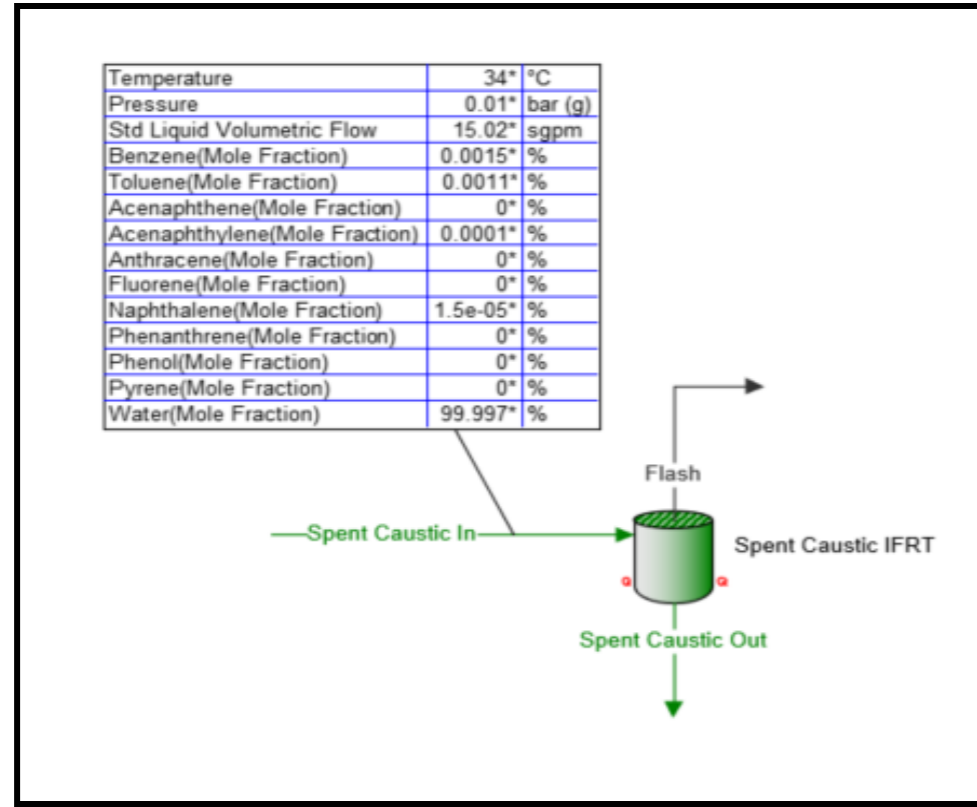 Temperature 34* °C
Pressure 0.01* bar (g)
Std Liquid Volumetric Flow 15.02* sgpm
Benzene(Mole Fraction) 0.0015* %
Toluene(Mole Fraction) 0.0011* %
Acenaphthene(Mole Fraction) 0* %
Acenaphthylene(Mole Fraction) 0.0001* %
Anthracene(Mole Fraction) 0* %
Fluorene(Mole Fraction) 0* %
Naphthalene(Mole Fraction) 1.5e-05* %
Phenanthrene(Mole Fraction) 0* %
Phenol(Mole Fraction) 0* %
Pyrene(Mole Fraction) 0* %
Water(Mole Fraction) 99.997* %
Flash
Spent Caustic In
Spent Caustic IFRT
Q Q
Spent Caustic Out